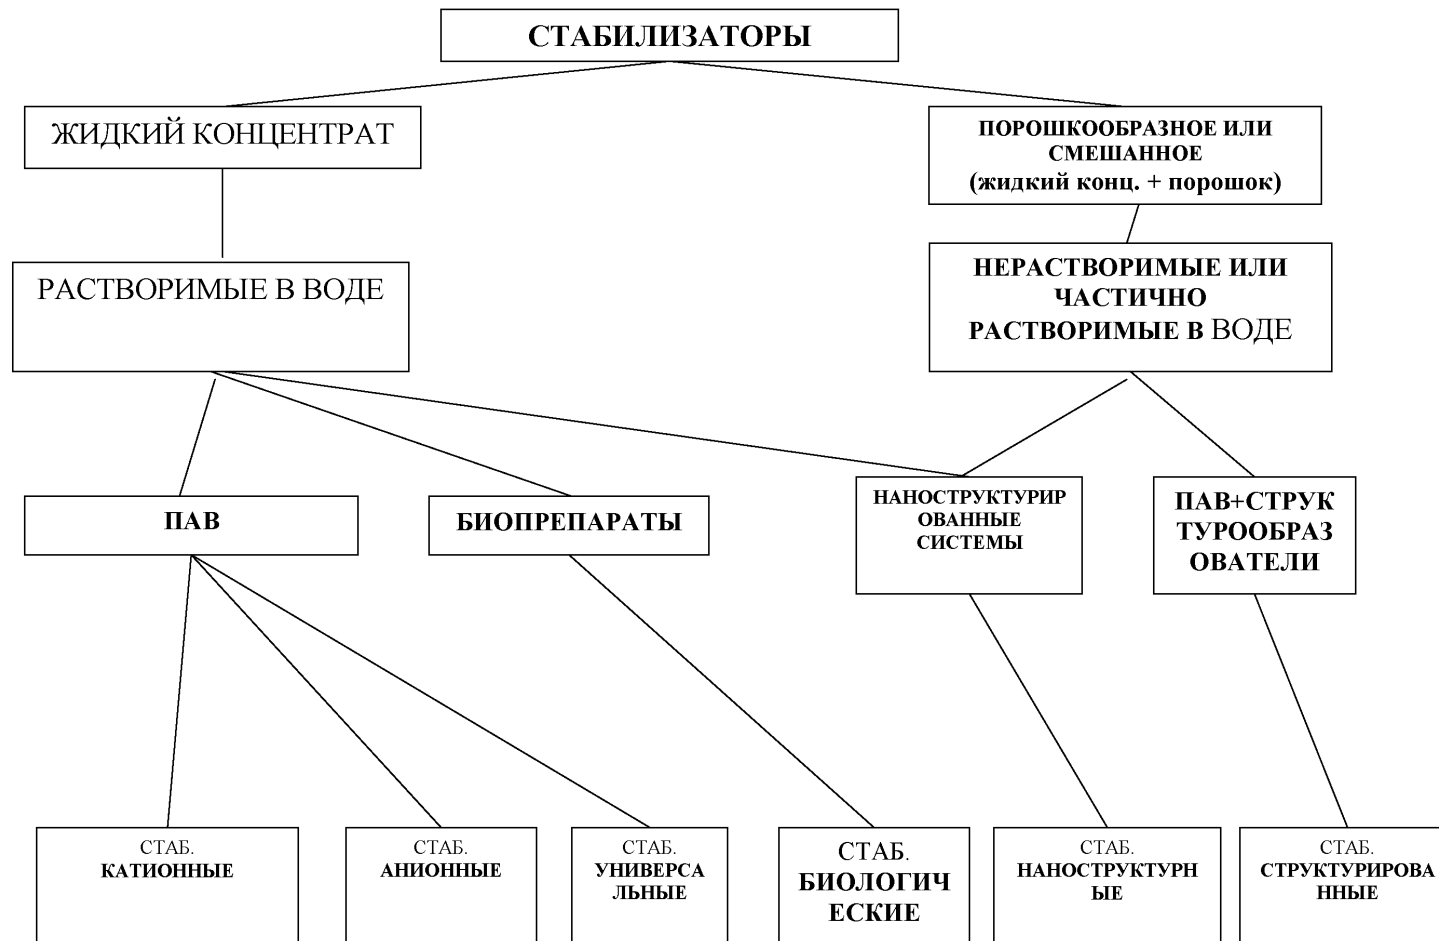 СТАБИЛИЗАТОРЫ
ЖИДКИЙ КОНЦЕНТРАТ
ПОРОШКООБРАЗНОЕ ИЛИ
СМЕШАННОЕ
(жидкий конц. + порошок)
РАСТВОРИМЫЕ В ВОДЕ
НЕРАСТВОРИМЫЕ ИЛИ
ЧАСТИЧНО
РАСТВОРИМЫЕ В ВОДЕ
ПАВ
БИОПРЕПАРАТЫ
НАНОСТРУКТУРИР
ОВАННЫЕ
СИСТЕМЫ
ПАВ+СТРУК
ТУРООБРАЗ
ОВАТЕЛИ
СТАБ.
КАТИОННЫЕ
СТАБ.
АНИОННЫЕ
СТАБ.
УНИВЕРСА
ЛЬНЫЕ
СТАБ.
БИОЛОГИЧ
ЕСКИЕ
СТАБ.
НАНОСТРУКТУРН
ЫЕ
СТАБ.
СТРУКТУРИРОВА
ННЫЕ